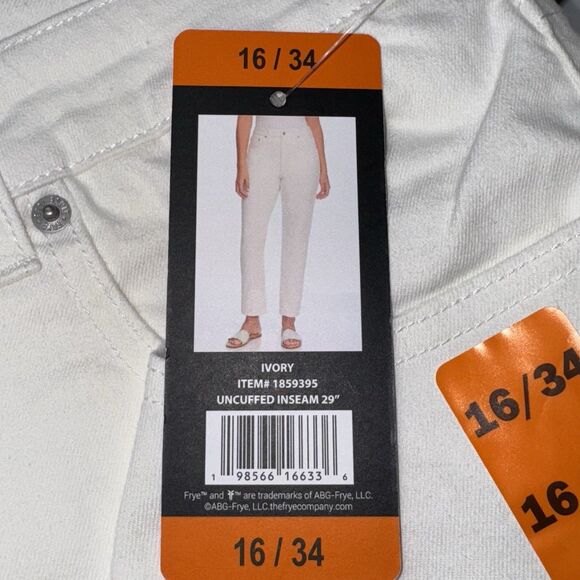 16 / 34
IVORY
ITEM# 1859395
UNCUFFED INSEAM 29”
1 98566 16633 6
Frye™ and ™ are trademarks of ABG-Frye, LLC.
©ABG-Frye, LLC.thefryecompany.com
16 / 34
16/34
16